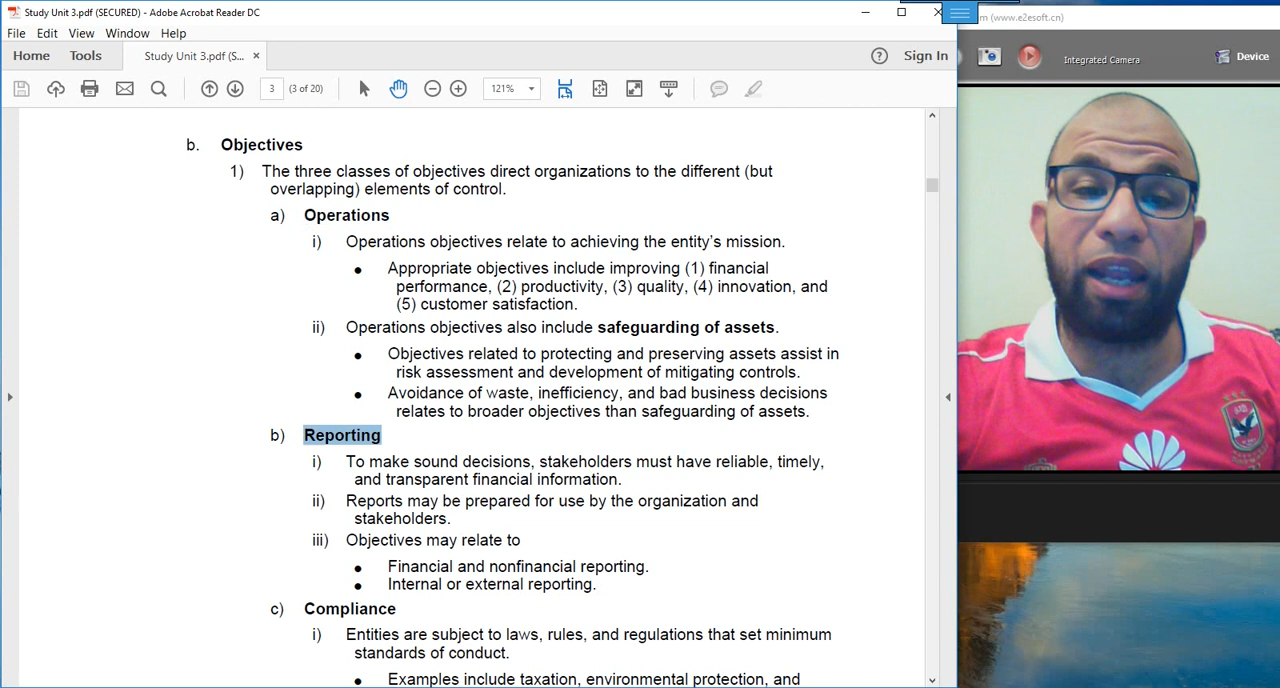 Study Unit 3.pdf (SECURED) - Adobe Acrobat Reader DC
m (www.e2esoft.cn)
File Edit View Window Help
Home Tools Study Unit 3.pdf (S... × Sign In
Integrated Camera Device
3 (3 of 20) 121%
b. Objectives
1) The three classes of objectives direct organizations to the different (but
overlapping) elements of control.
a) Operations
i) Operations objectives relate to achieving the entity's mission.
• Appropriate objectives include improving (1) financial
performance, (2) productivity, (3) quality, (4) innovation, and
(5) customer satisfaction.
ii) Operations objectives also include safeguarding of assets.
• Objectives related to protecting and preserving assets assist in
risk assessment and development of mitigating controls.
• Avoidance of waste, inefficiency, and bad business decisions
relates to broader objectives than safeguarding of assets.
b) Reporting
i) To make sound decisions, stakeholders must have reliable, timely,
and transparent financial information.
ii) Reports may be prepared for use by the organization and
stakeholders.
iii) Objectives may relate to
• Financial and nonfinancial reporting.
• Internal or external reporting.
c) Compliance
i) Entities are subject to laws, rules, and regulations that set minimum
standards of conduct.
• Examples include taxation, environmental protection, and